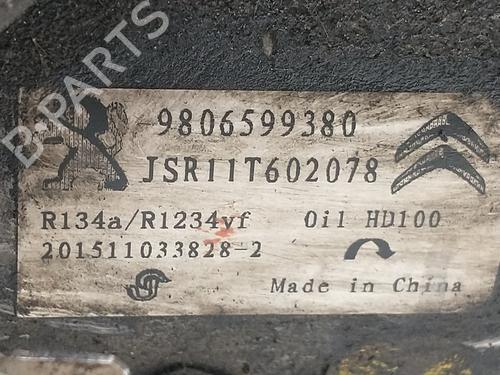 B-PARTS
9806599380
JSR11T602078
R134a/R1234yf Oil HD100
201511033828-2
Made in China